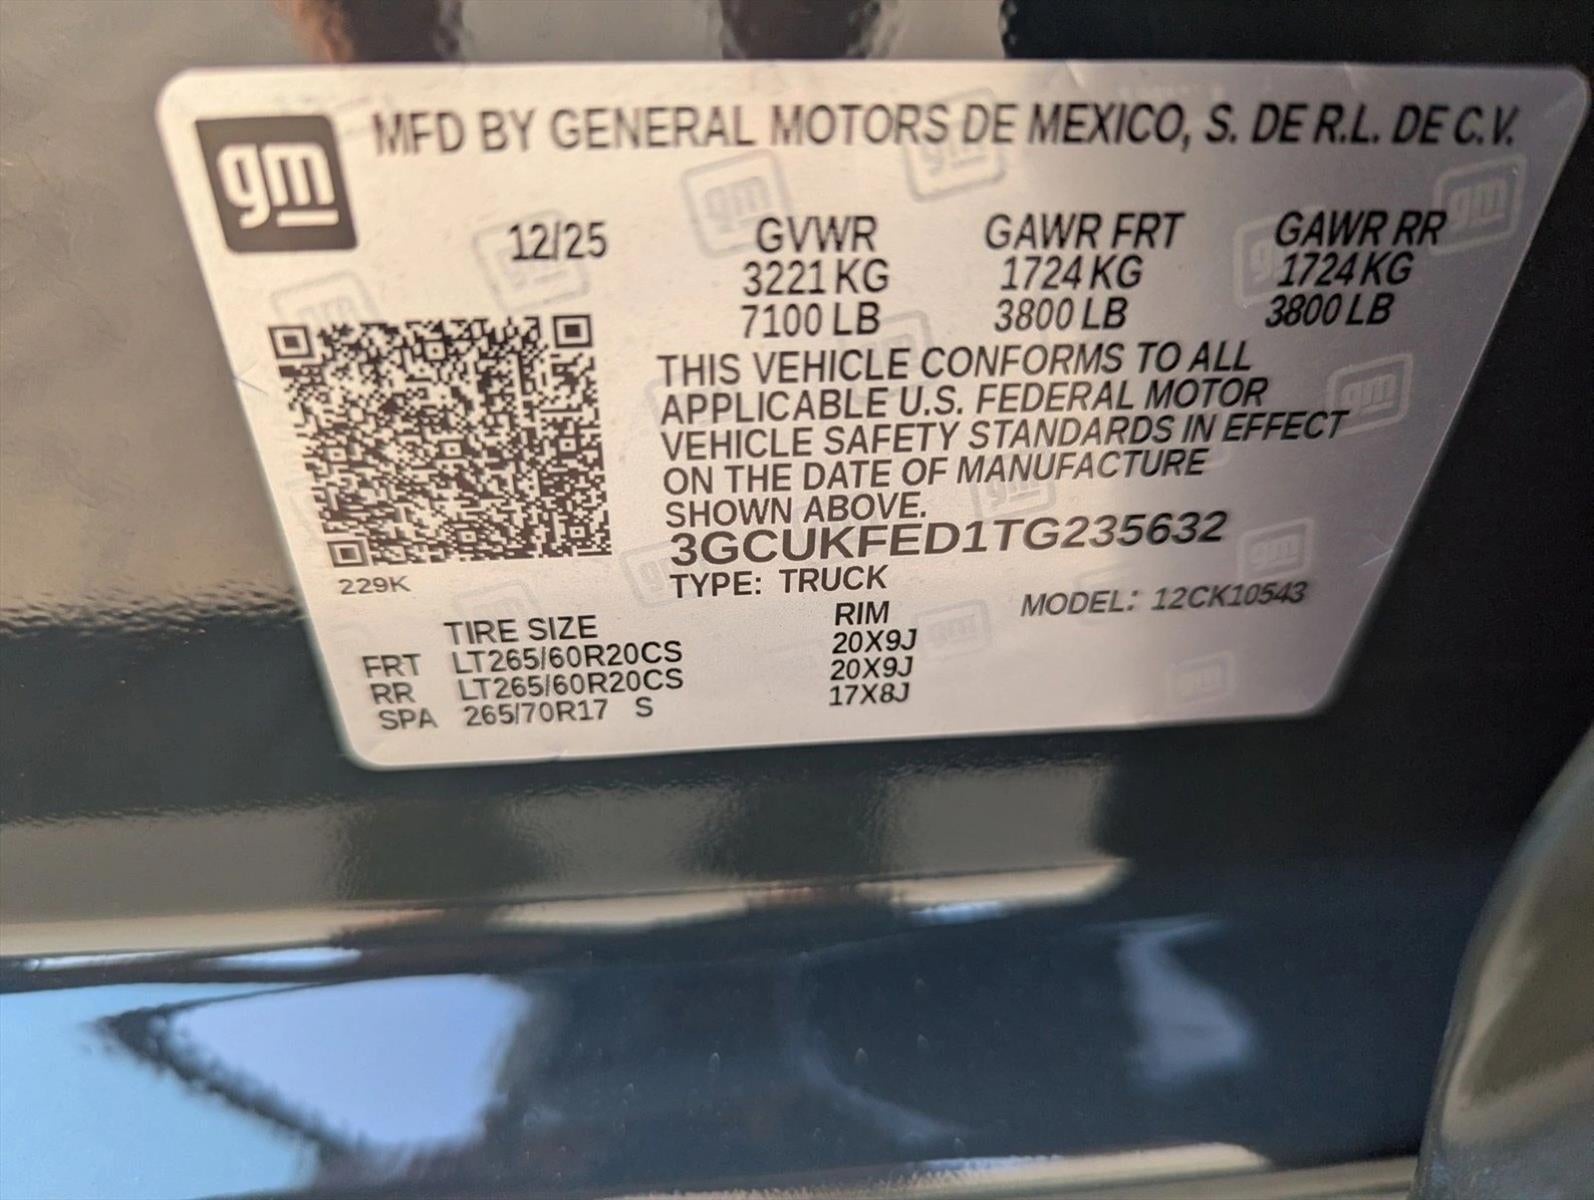 gm MFD BY GENERAL MOTORS DE MEXICO, S. DE R.L. DE C.V.
12/25 GVWR GAWR FRT GAWR RR
3221 KG 1724 KG 1724 KG
7100 LB 3800 LB 3800 LB
THIS VEHICLE CONFORMS TO ALL
APPLICABLE U.S. FEDERAL MOTOR
VEHICLE SAFETY STANDARDS IN EFFECT
ON THE DATE OF MANUFACTURE
SHOWN ABOVE.
3GCUKFED1TG235632
229K TYPE: TRUCK MODEL: 12CK10543
TIRE SIZE RIM
FRT LT265/60R20CS 20X9J
RR LT265/60R20CS 20X9J
SPA 265/70R17 S 17X8J